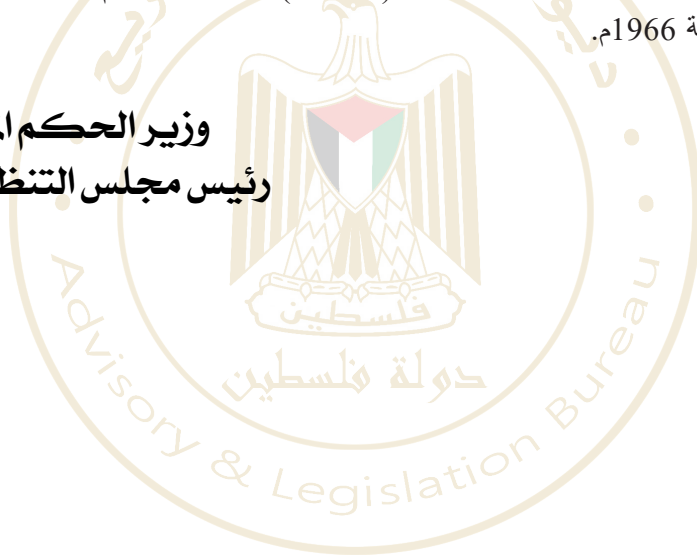 1966م.
وزير الحكم
رئيس مجلس
فلسطين
دولة فلسطين
Advisory & Legislation Bureau